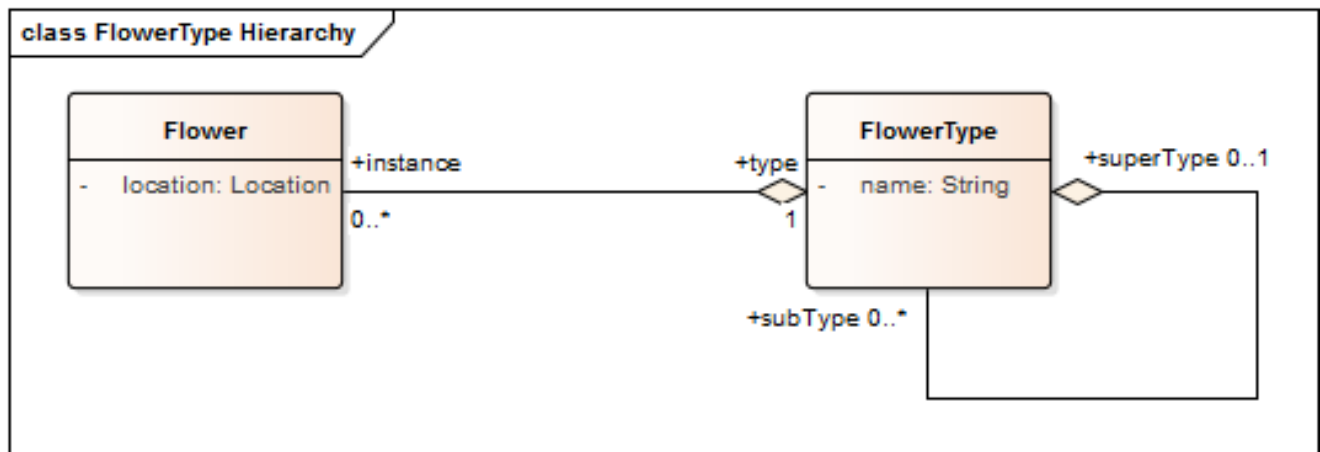 class FlowerType Hierarchy
Flower
- location: Location
+instance
0..*
+type
1
FlowerType
- name: String
+superType 0..1
+subType 0..*